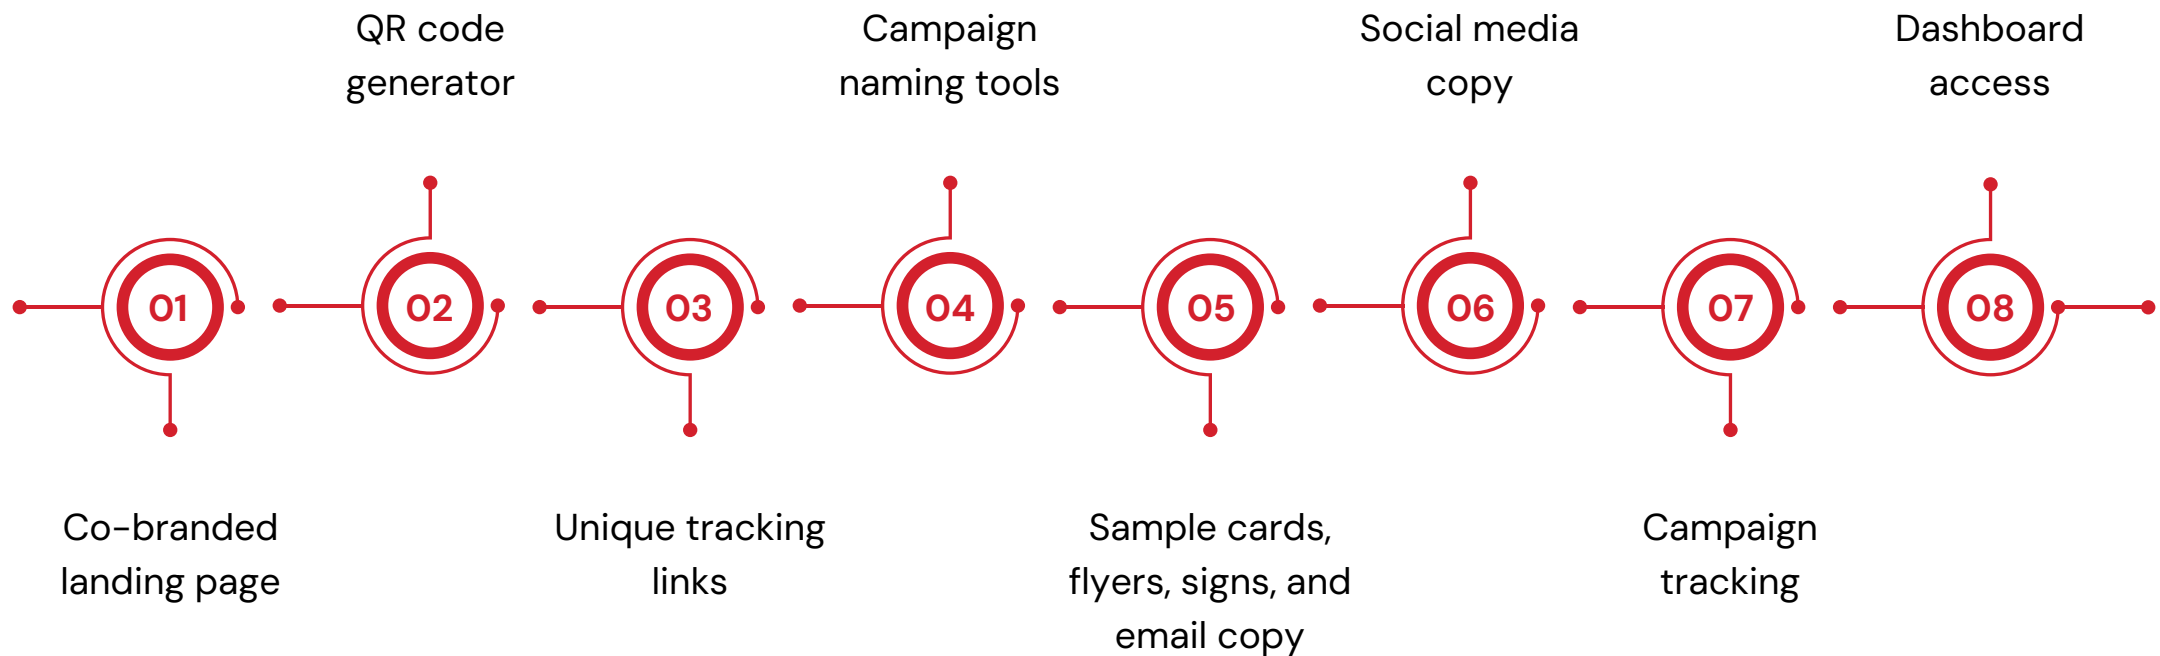 QR code
generator
Campaign
naming tools
Social media
copy
Dashboard
access
01
02
03
04
05
06
07
08
Co-branded
landing page
Unique tracking
links
Sample cards,
flyers, signs, and
email copy
Campaign
tracking